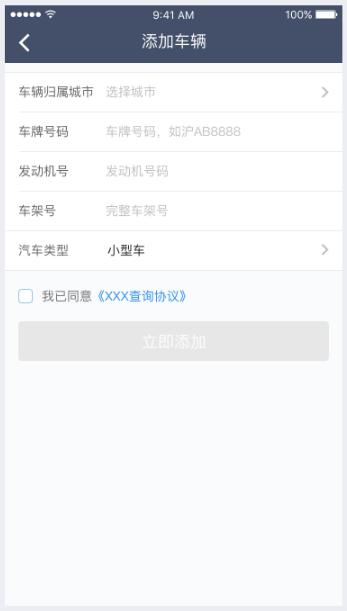 9:41 AM 100%
添加车辆
车辆归属城市 选择城市
车牌号码 车牌号码，如沪AB8888
发动机号 发动机号码
车架号 完整车架号
汽车类型 小型车
我已同意《XXX查询协议》
立即添加